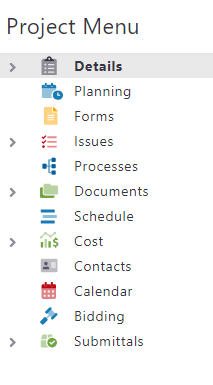 Project Menu
Details
Planning
Forms
Issues
Processes
Documents
Schedule
Cost
Contacts
Calendar
Bidding
Submittals